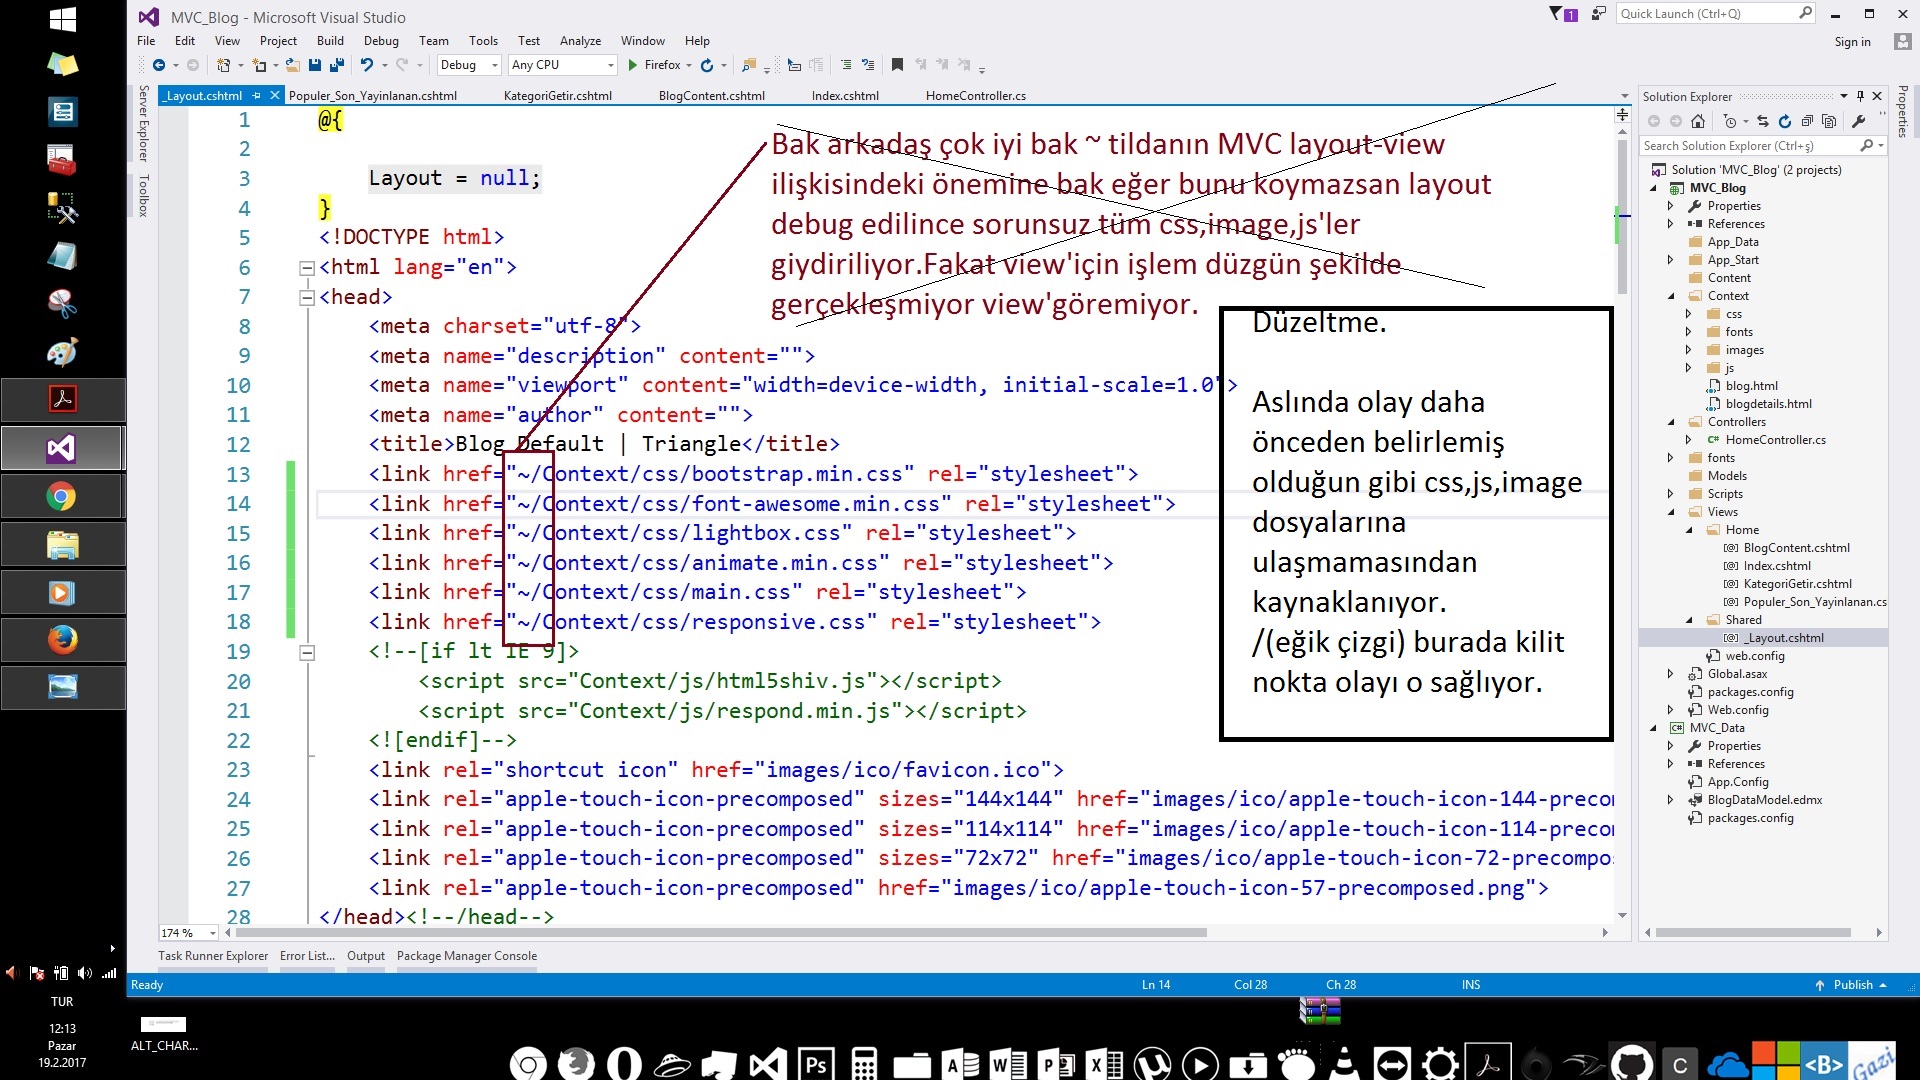 MVC_Blog - Microsoft Visual Studio
1
Quick Launch (Ctrl+Q)
File Edit View Project Build Debug Team Tools Test Analyze Window Help
Sign in
Debug Any CPU Firefox
Server Explorer
Toolbox
_Layout.cshtml Populer_Son_Yayinlanan.cshtml KategoriGetir.cshtml BlogContent.cshtml Index.cshtml HomeController.cs
1 @{
2
3 Layout = null;
4 }
5 <!DOCTYPE html>
6 <html lang="en">
7 <head>
8 <meta charset="utf-8">
9 <meta name="description" content="">
10 <meta name="viewport" content="width=device-width, initial-scale=1.0">
11 <meta name="author" content="">
12 <title>Blog Default | Triangle</title>
13 <link href="~/Context/css/bootstrap.min.css" rel="stylesheet">
14 <link href="~/Context/css/font-awesome.min.css" rel="stylesheet">
15 <link href="~/Context/css/lightbox.css" rel="stylesheet">
16 <link href="~/Context/css/animate.min.css" rel="stylesheet">
17 <link href="~/Context/css/main.css" rel="stylesheet">
18 <link href="~/Context/css/responsive.css" rel="stylesheet">
19 <!--[if lt IE 9]>
20 <script src="Context/js/html5shiv.js"></script>
21 <script src="Context/js/respond.min.js"></script>
22 <![endif]-->
23 <link rel="shortcut icon" href="images/ico/favicon.ico">
24 <link rel="apple-touch-icon-precomposed" sizes="144x144" href="images/ico/apple-touch-icon-144-precom
25 <link rel="apple-touch-icon-precomposed" sizes="114x114" href="images/ico/apple-touch-icon-114-precom
26 <link rel="apple-touch-icon-precomposed" sizes="72x72" href="images/ico/apple-touch-icon-72-precompos
27 <link rel="apple-touch-icon-precomposed" href="images/ico/apple-touch-icon-57-precomposed.png">
28 </head><!--/head-->
Bak arkadaş çok iyi bak ~ tildanın MVC layout-view
ilişkisindeki önemine bak eğer bunu koymazsan layout
debug edilince sorunsuz tüm css,image,js'ler
giydiriliyor.Fakat view'için işlem düzgün şekilde
gerçekleşmiyor view'göremiyor.
Düzeltme.
Aslında olay daha
önceden belirlemiş
olduğun gibi css,js,image
dosyalarına
ulaşmamasından
kaynaklanıyor.
/(eğik çizgi) burada kilit
nokta olayı o sağlıyor.
Solution Explorer
Properties
Search Solution Explorer (Ctrl+ş)
Solution 'MVC_Blog' (2 projects)
MVC_Blog
Properties
References
App_Data
App_Start
Content
Context
css
fonts
images
js
blog.html
blogdetails.html
Controllers
HomeController.cs
fonts
Models
Scripts
Views
Home
BlogContent.cshtml
Index.cshtml
KategoriGetir.cshtml
Populer_Son_Yayinlanan.cs
Shared
_Layout.cshtml
web.config
Global.asax
packages.config
Web.config
MVC_Data
Properties
References
App.Config
BlogDataModel.edmx
packages.config
174 %
Task Runner Explorer Error List... Output Package Manager Console
Ready Ln 14 Col 28 Ch 28 INS Publish
TUR
12:13
Pazar
19.2.2017
ALT_CHAR...
Ps
C
<B>
Gazi